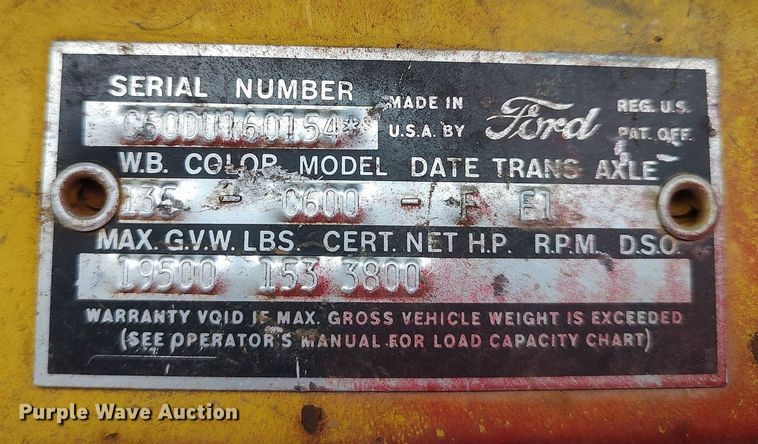 SERIAL NUMBER
MADE IN
U.S.A. BY
Ford
REG. U.S.
PAT. OFF.
W.B. COLOR MODEL DATE TRANS AXLE
135 - C600 - F E1
MAX. G.V.W. LBS. CERT. NET H.P. R.P.M. D.S.O.
19500 153 3800
WARRANTY VOID IF MAX. GROSS VEHICLE WEIGHT IS EXCEEDED
(SEE OPERATOR'S MANUAL FOR LOAD CAPACITY CHART)
Purple Wave Auction